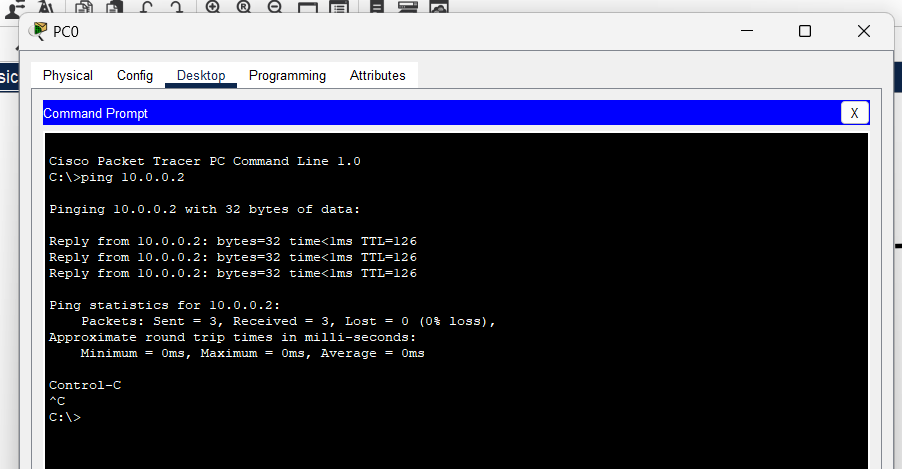 PC0
Physical Config Desktop Programming Attributes
Command Prompt
X
Cisco Packet Tracer PC Command Line 1.0
C:\>ping 10.0.0.2
Pinging 10.0.0.2 with 32 bytes of data:
Reply from 10.0.0.2: bytes=32 time<1ms TTL=126
Reply from 10.0.0.2: bytes=32 time<1ms TTL=126
Reply from 10.0.0.2: bytes=32 time<1ms TTL=126
Ping statistics for 10.0.0.2:
Packets: Sent = 3, Received = 3, Lost = 0 (0% loss),
Approximate round trip times in milli-seconds:
Minimum = 0ms, Maximum = 0ms, Average = 0ms
Control-C
^C
C:\>